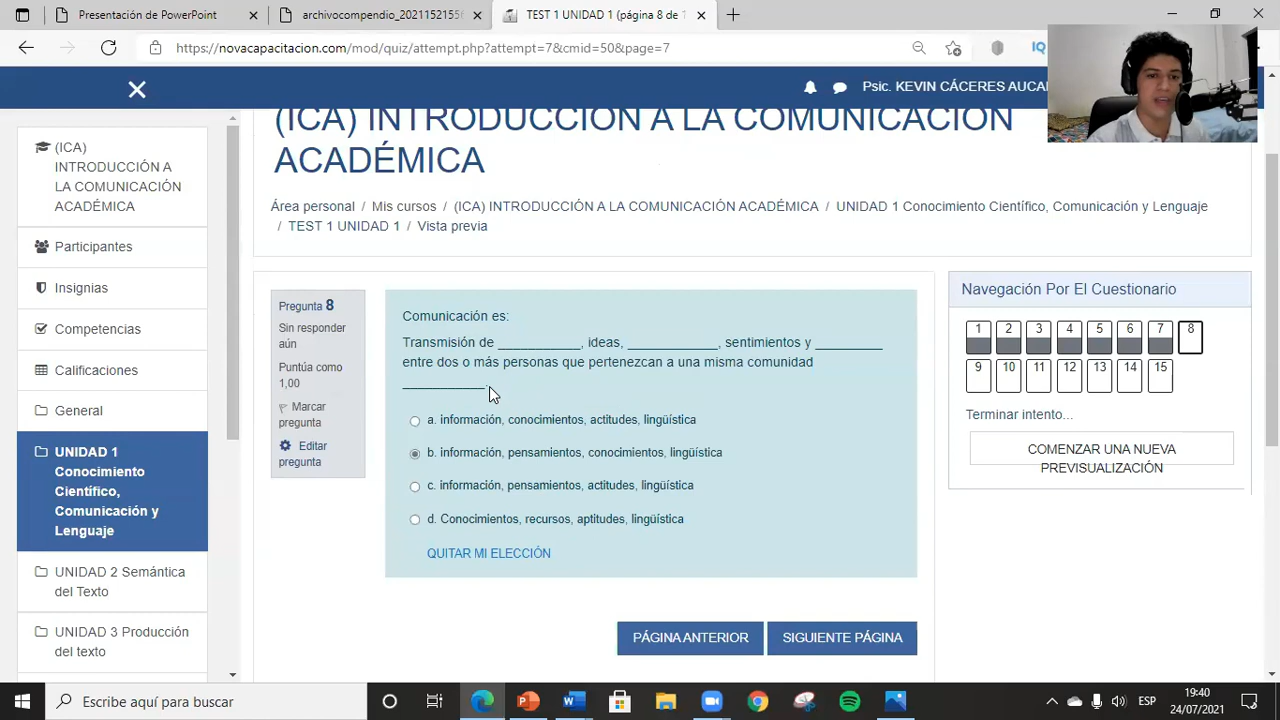 Presentación de PowerPoint
archivocompendio_2021152155
TEST 1 UNIDAD 1 (página 8 de 1
https://novacapacitacion.com/mod/quiz/attempt.php?attempt=7&cmid=50&page=7
IQ
Psic. KEVIN CÁCERES AUCA
(ICA) INTRODUCCIÓN A LA COMUNICACIÓN
ACADÉMICA
(ICA)
INTRODUCCIÓN A
LA COMUNICACIÓN
ACADÉMICA
Participantes
Insignias
Competencias
Calificaciones
General
UNIDAD 1
Conocimiento
Científico,
Comunicación y
Lenguaje
UNIDAD 2 Semántica
del Texto
UNIDAD 3 Producción
del texto
Área personal / Mis cursos / (ICA) INTRODUCCIÓN A LA COMUNICACIÓN ACADÉMICA / UNIDAD 1 Conocimiento Científico, Comunicación y Lenguaje
/ TEST 1 UNIDAD 1 / Vista previa
Pregunta 8
Sin responder
aún
Puntúa como
1,00
Marcar
pregunta
Editar
pregunta
Comunicación es:
Transmisión de ___________, ideas, ____________, sentimientos y _________
entre dos o más personas que pertenezcan a una misma comunidad
___________.
a. información, conocimientos, actitudes, lingüística
b. información, pensamientos, conocimientos, lingüística
c. información, pensamientos, actitudes, lingüística
d. Conocimientos, recursos, aptitudes, lingüística
QUITAR MI ELECCIÓN
PÁGINA ANTERIOR
SIGUIENTE PÁGINA
Navegación Por El Cuestionario
1 2 3 4 5 6 7 8
9 10 11 12 13 14 15
Terminar intento...
COMENZAR UNA NUEVA
PREVISUALIZACIÓN
Escribe aquí para buscar
ESP
19:40
24/07/2021